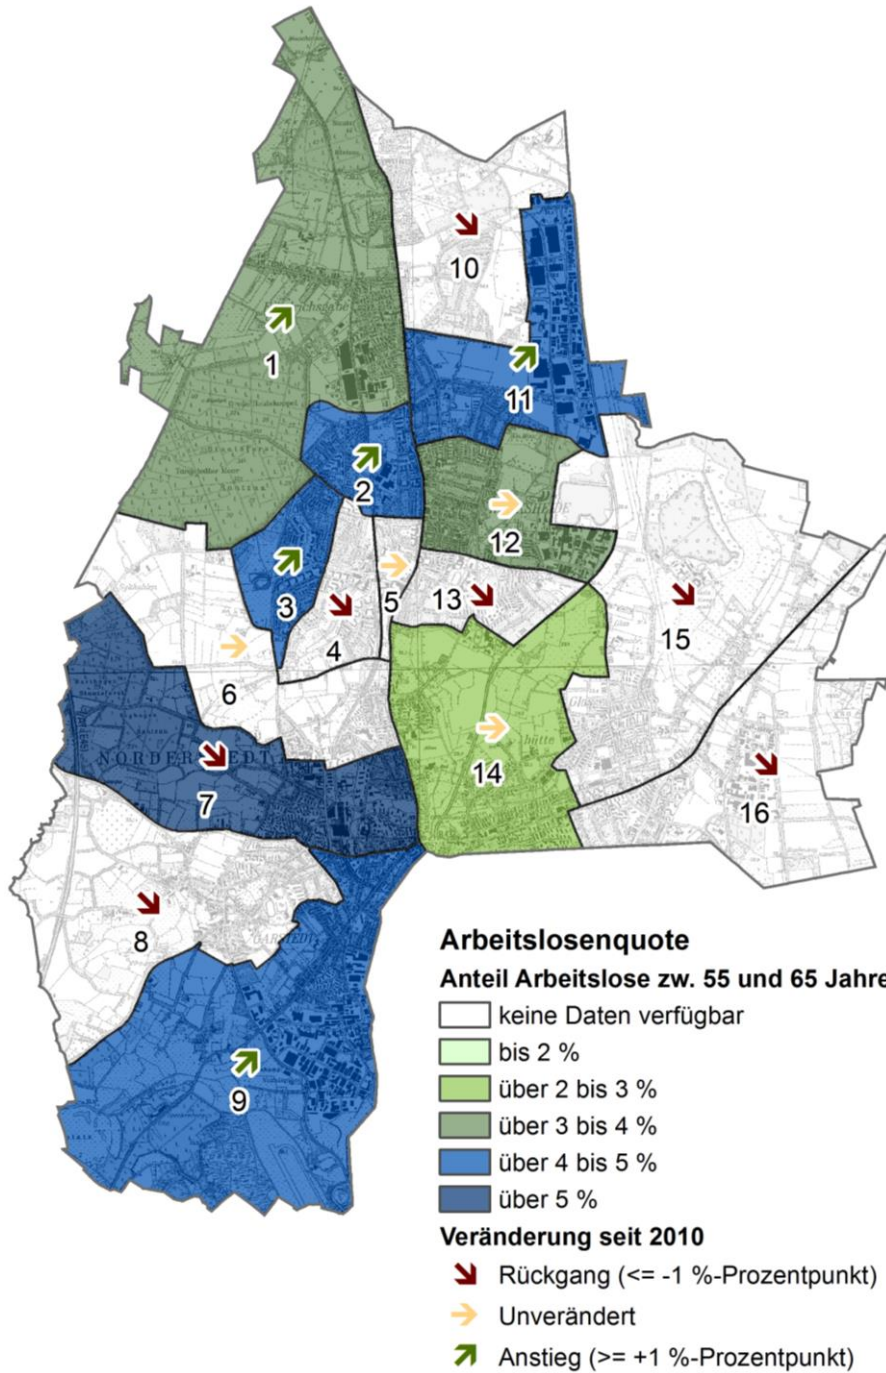 10
1
11
2
12
3
5
13
4
15
6
NORDERSTEDT
14
7
16
8
GARSTEDT
9
Arbeitslosenquote
Anteil Arbeitslose zw. 55 und 65 Jahre
keine Daten verfügbar
bis 2 %
über 2 bis 3 %
über 3 bis 4 %
über 4 bis 5 %
über 5 %
Veränderung seit 2010
Rückgang (<= -1 %-Prozentpunkt)
Unverändert
Anstieg (>= +1 %-Prozentpunkt)